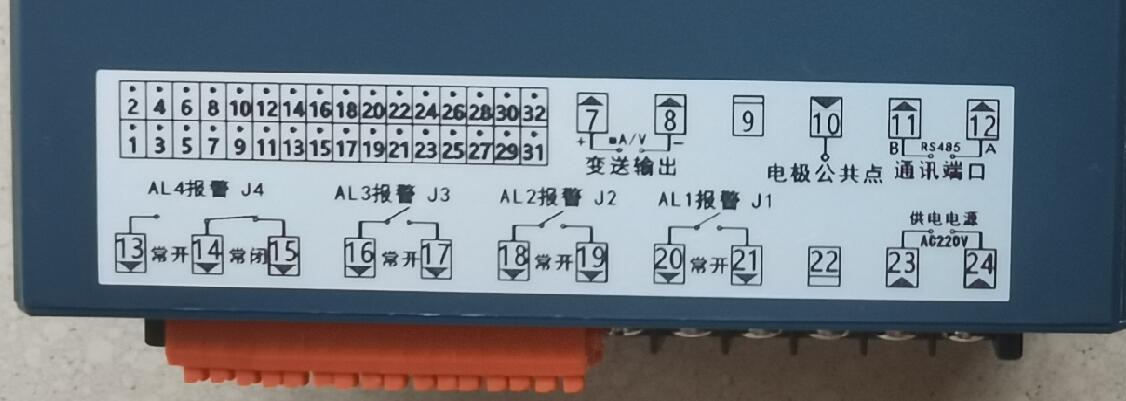 2 4 6 8 10 12 14 16 18 20 22 24 26 28 30 32
1 3 5 7 9 11 13 15 17 19 21 23 25 27 29 31
7 8 9 10 11 12
+ mA/V − B RS485 A
变送输出 电极公共点 通讯端口
AL4报警 J4 AL3报警 J3 AL2报警 J2 AL1报警 J1 供电电源
AC220V
13 常开 14 常闭 15 16 常开 17 18 常开 19 20 常开 21 22 23 24